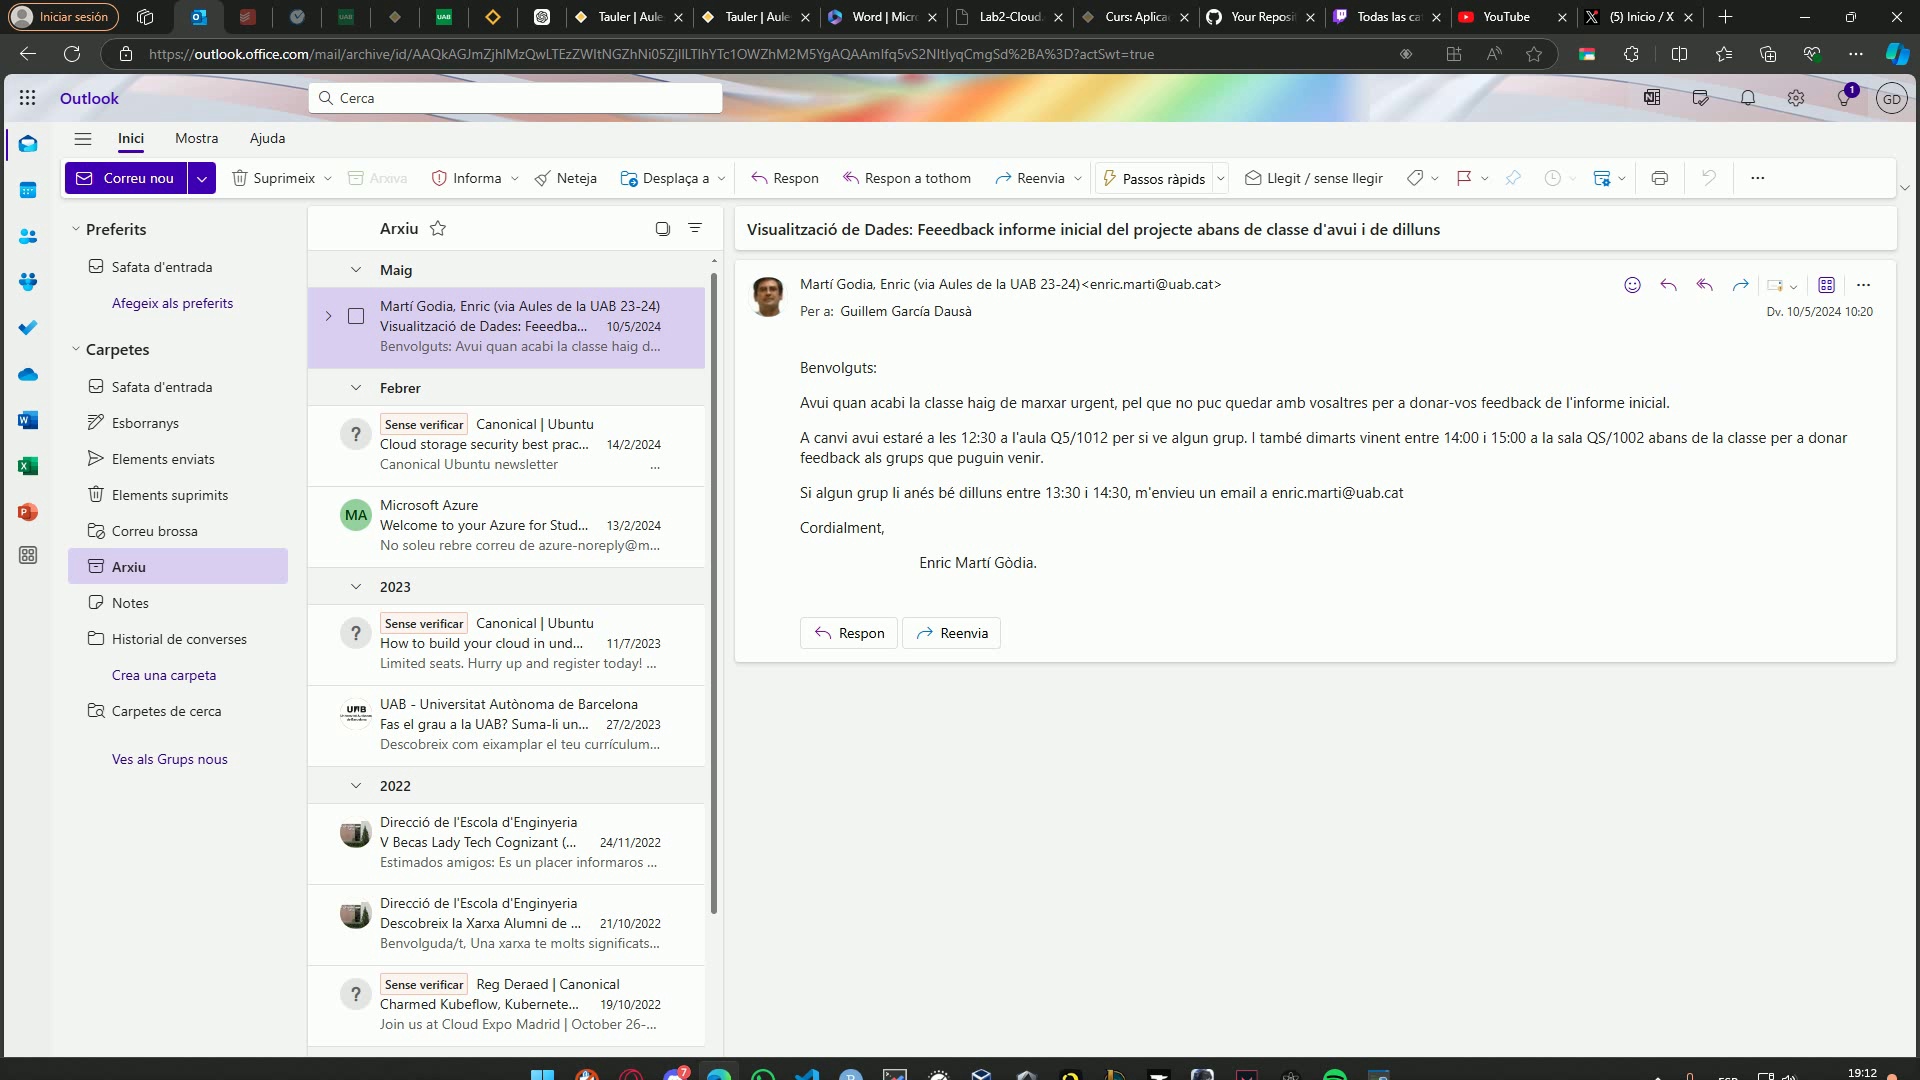 Iniciar sesión
Tauler | Aule
Tauler | Aule
Word | Micr
Lab2-Cloud
Curs: Aplica
Your Reposi
Todas las ca
YouTube
(5) Inicio / X
Outlook
Cerca
1
GD
Inici
Mostra
Ajuda
Correu nou
Suprimeix
Arxiva
Informa
Neteja
Desplaça a
Respon
Respon a tothom
Reenvia
Passos ràpids
Llegit / sense llegir
Preferits
Safata d'entrada
Afegeix als preferits
Carpetes
Safata d'entrada
Esborranys
Elements enviats
Elements suprimits
Correu brossa
Arxiu
Notes
Historial de converses
Crea una carpeta
Carpetes de cerca
Ves als Grups nous
Arxiu
Maig
Martí Godia, Enric (via Aules de la UAB 23-24)
Visualització de Dades: Feeedba... 10/5/2024
Benvolguts: Avui quan acabi la classe haig d...
Febrer
Sense verificar Canonical | Ubuntu
Cloud storage security best prac... 14/2/2024
Canonical Ubuntu newsletter ...
MA
Microsoft Azure
Welcome to your Azure for Stud... 13/2/2024
No soleu rebre correu de azure-noreply@m...
2023
Sense verificar Canonical | Ubuntu
How to build your cloud in und... 11/7/2023
Limited seats. Hurry up and register today! ...
UAB
UAB - Universitat Autònoma de Barcelona
Fas el grau a la UAB? Suma-li un... 27/2/2023
Descobreix com eixamplar el teu currículum...
2022
Direcció de l'Escola d'Enginyeria
V Becas Lady Tech Cognizant (... 24/11/2022
Estimados amigos: Es un placer informaros ...
Direcció de l'Escola d'Enginyeria
Descobreix la Xarxa Alumni de ... 21/10/2022
Benvolguda/t, Una xarxa te molts significats...
Sense verificar Reg Deraed | Canonical
Charmed Kubeflow, Kubernete... 19/10/2022
Join us at Cloud Expo Madrid | October 26-...
Visualització de Dades: Feeedback informe inicial del projecte abans de classe d'avui i de dilluns
Martí Godia, Enric (via Aules de la UAB 23-24)<enric.marti@uab.cat>
Per a: Guillem García Dausà
Dv. 10/5/2024 10:20
Benvolguts:
Avui quan acabi la classe haig de marxar urgent, pel que no puc quedar amb vosaltres per a donar-vos feedback de l'informe inicial.
A canvi avui estaré a les 12:30 a l'aula Q5/1012 per si ve algun grup. I també dimarts vinent entre 14:00 i 15:00 a la sala QS/1002 abans de la classe per a donar
feedback als grups que puguin venir.
Si algun grup li anés bé dilluns entre 13:30 i 14:30, m'envieu un email a enric.marti@uab.cat
Cordialment,
Enric Martí Gòdia.
Respon
Reenvia
7
19:12